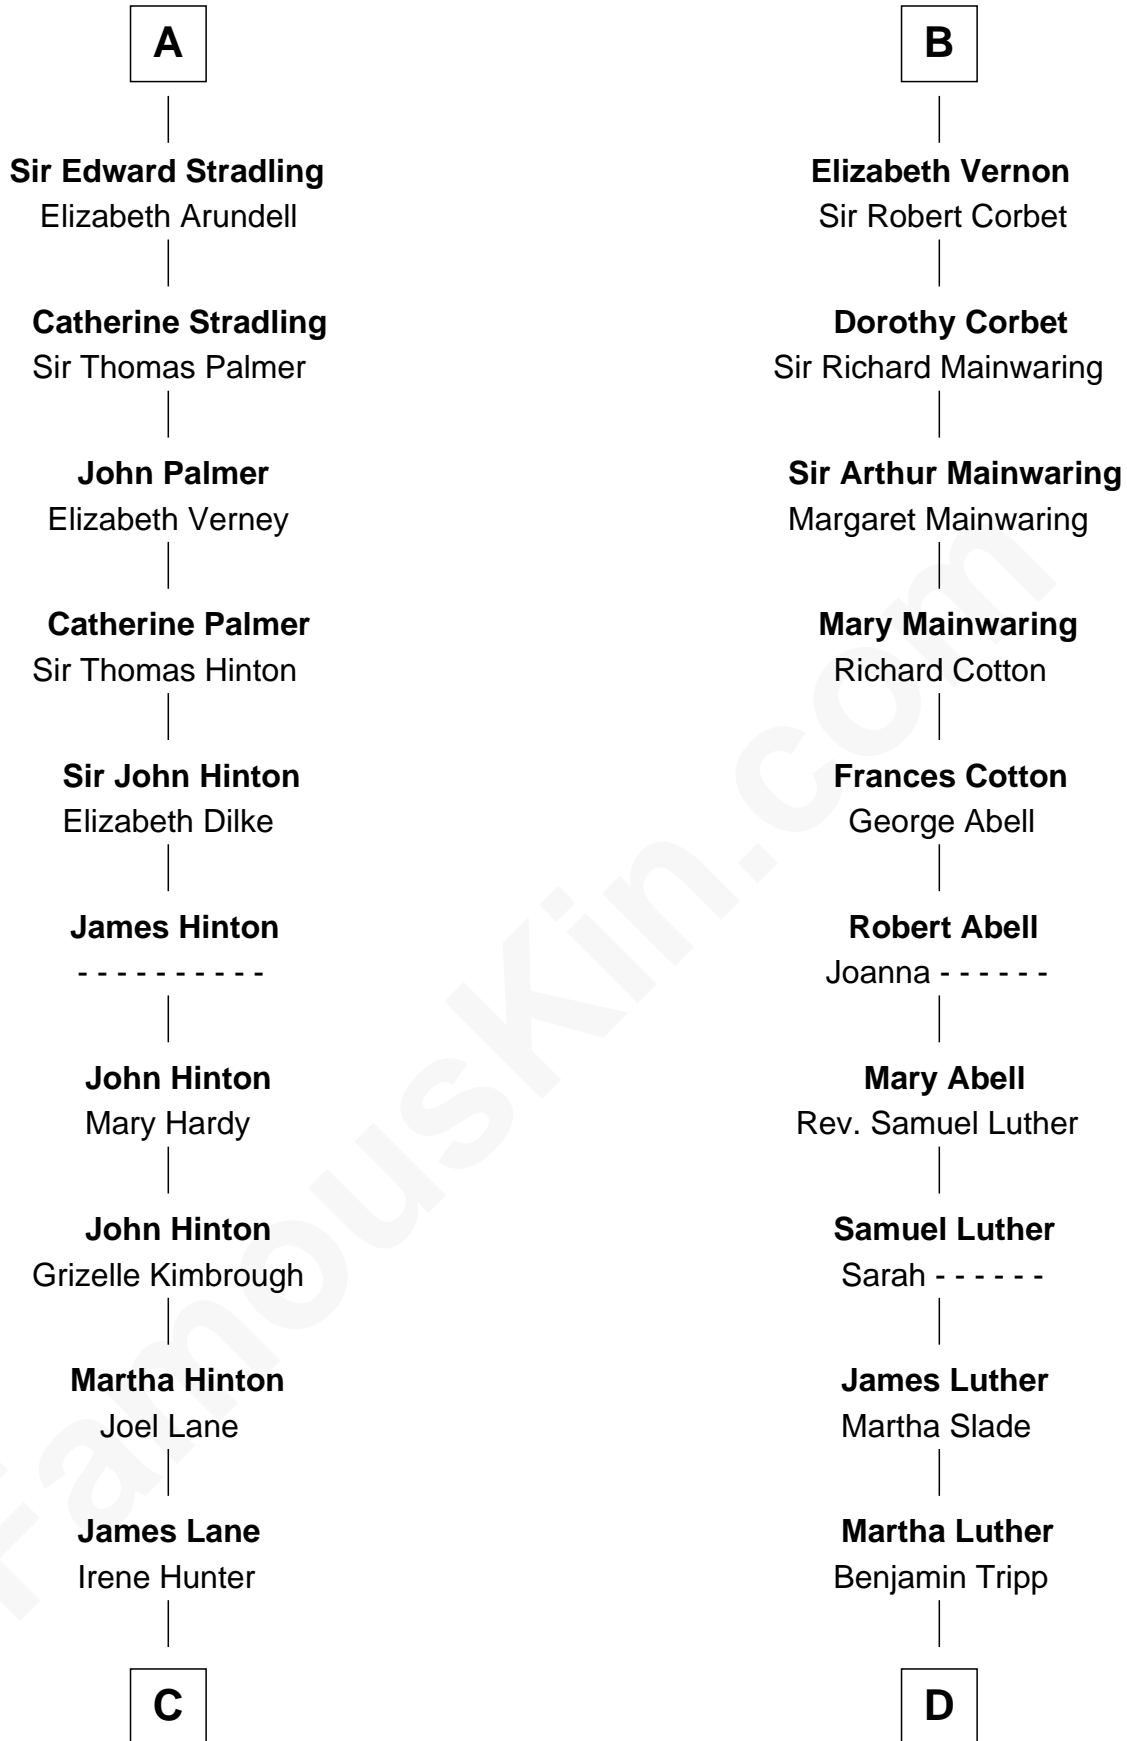 A
Sir Edward Stradling
Elizabeth Arundell
Catherine Stradling
Sir Thomas Palmer
John Palmer
Elizabeth Verney
Catherine Palmer
Sir Thomas Hinton
Sir John Hinton
Elizabeth Dilke
James Hinton
- - - - - - - - - -
John Hinton
Mary Hardy
John Hinton
Grizelle Kimbrough
Martha Hinton
Joel Lane
James Lane
Irene Hunter
C
B
Elizabeth Vernon
Sir Robert Corbet
Dorothy Corbet
Sir Richard Mainwaring
Sir Arthur Mainwaring
Margaret Mainwaring
Mary Mainwaring
Richard Cotton
Frances Cotton
George Abell
Robert Abell
Joanna - - - - - -
Mary Abell
Rev. Samuel Luther
Samuel Luther
Sarah - - - - - -
James Luther
Martha Slade
Martha Luther
Benjamin Tripp
D
FamousKin.com